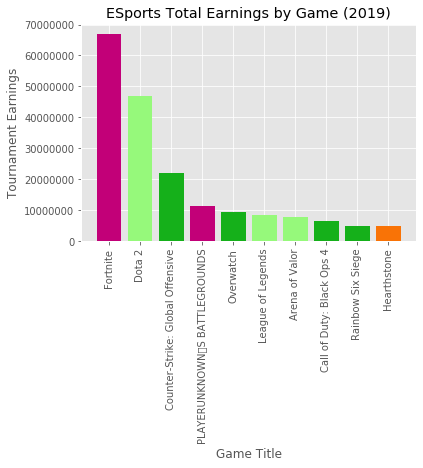 ESports Total Earnings by Game (2019)
70000000
60000000
50000000
40000000
30000000
20000000
10000000
0
Tournament Earnings
Fortnite
Dota 2
Counter-Strike: Global Offensive
PLAYERUNKNOWN▯S BATTLEGROUNDS
Overwatch
League of Legends
Arena of Valor
Call of Duty: Black Ops 4
Rainbow Six Siege
Hearthstone
Game Title